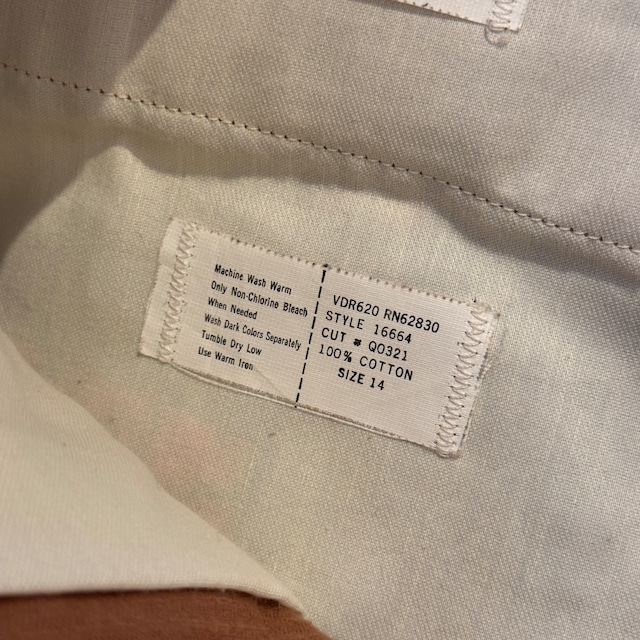 Machine Wash Warm
Only Non-Chlorine Bleach
When Needed
Wash Dark Colors Separately
Tumble Dry Low
Use Warm Iron
VDR620 RN62830
STYLE 16664
CUT # Q0321
100% COTTON
SIZE 14